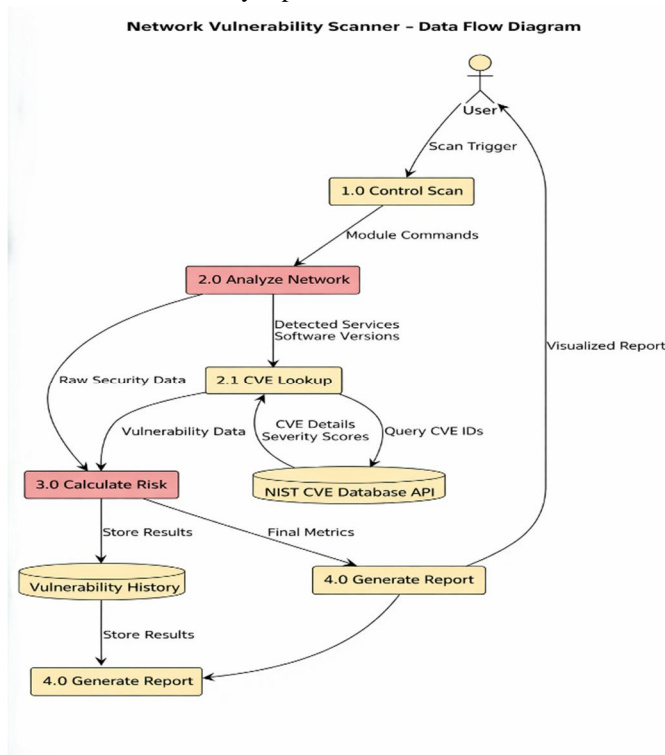 Network Vulnerability Scanner – Data Flow Diagram
User
Scan Trigger
1.0 Control Scan
Module Commands
2.0 Analyze Network
Detected Services
Software Versions
Visualized Report
Raw Security Data
2.1 CVE Lookup
Vulnerability Data
CVE Details
Severity Scores
Query CVE IDs
3.0 Calculate Risk
NIST CVE Database API
Store Results
Final Metrics
Vulnerability History
4.0 Generate Report
Store Results
4.0 Generate Report